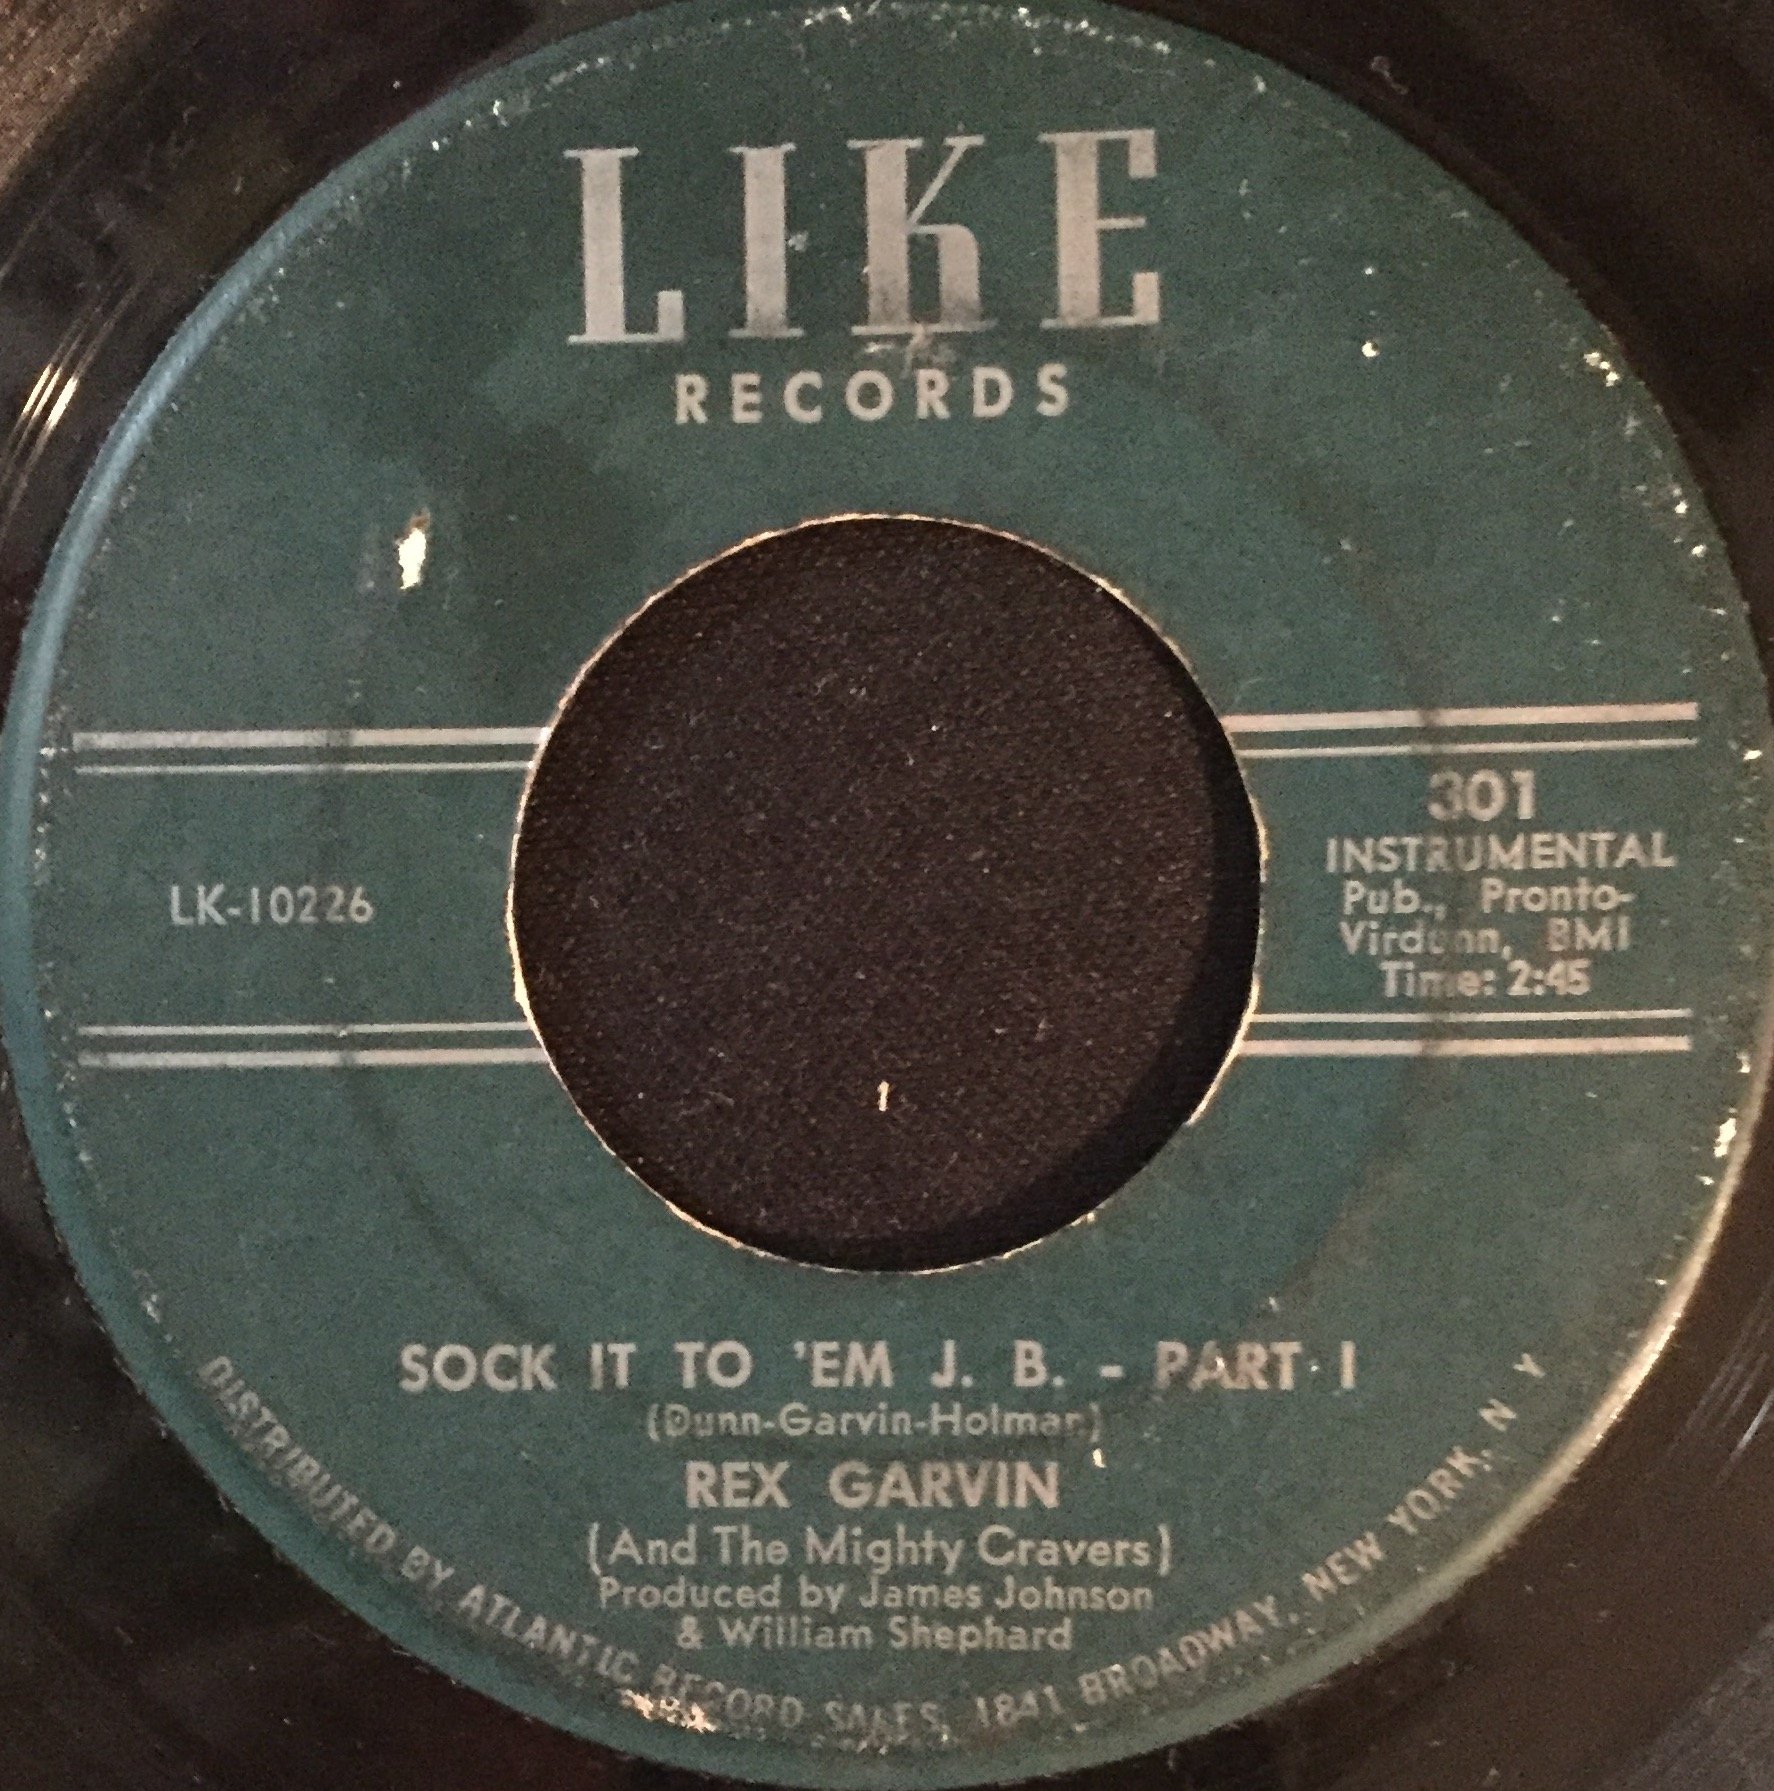 LIKE
RECORDS
301
INSTRUMENTAL
Pub., Pronto-
Virdunn, BMI
Time: 2:45
LK-10226
SOCK IT TO 'EM J. B. - PART I
(Dunn-Garvin-Holman)
REX GARVIN
(And The Mighty Cravers)
Produced by James Johnson
& William Shephard
DISTRIBUTED BY ATLANTIC RECORD SALES, 1841 BROADWAY, NEW YORK, N Y